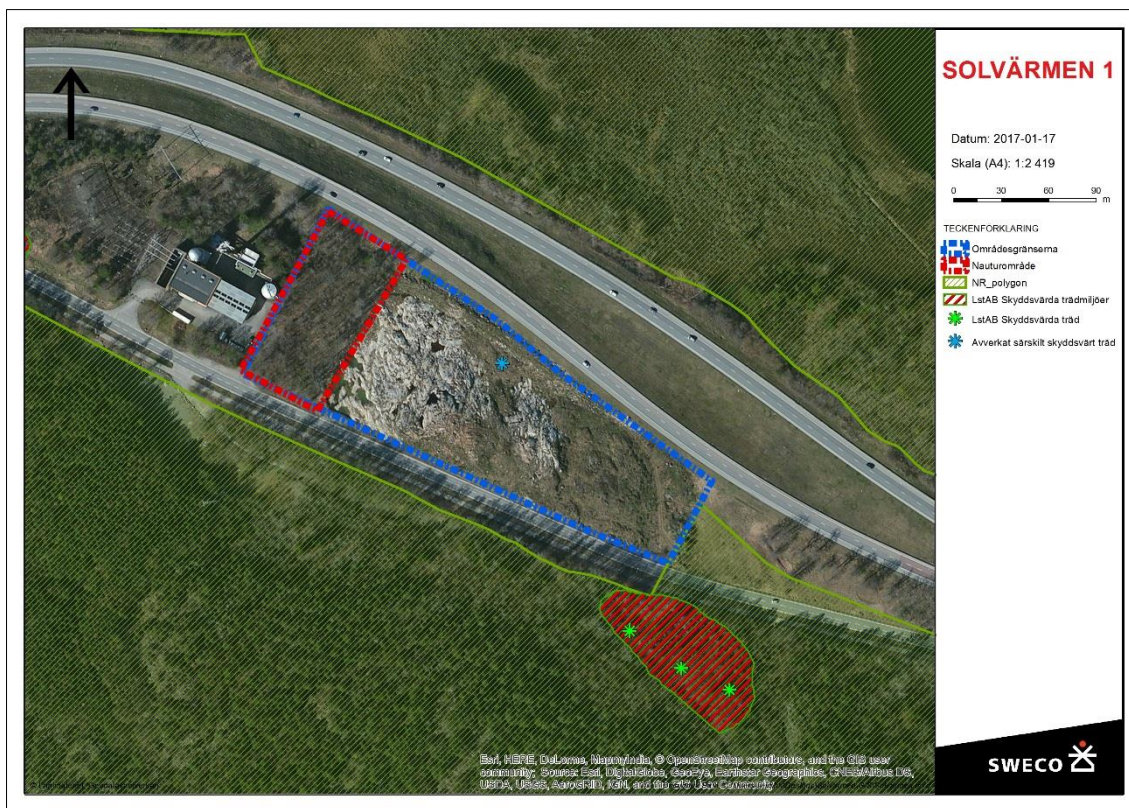 SOLVÄRMEN 1
Datum: 2017-01-17
Skala (A4): 1:2 419
0 30 60 90
m
TECKENFÖRKLARING
Områdesgränserna
Nauturområde
NR_polygon
LstAB Skyddsvärda trädmiljöer
LstAB Skyddsvärda träd
Avverkat särskilt skyddsvärt träd
Esri, HERE, DeLorme, MapmyIndia, © OpenStreetMap contributors, and the GIS user
community; Source: Esri, DigitalGlobe, GeoEye, Earthstar Geographics, CNES/Airbus DS,
USDA, USGS, AeroGRID, IGN, and the GIS User Community
SWECO